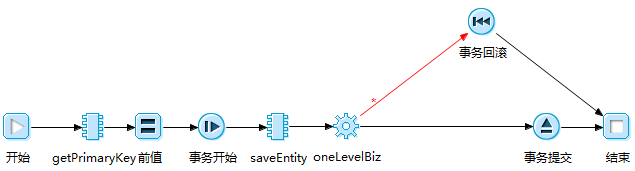 事务回滚
*
开始
getPrimaryKey
前值
事务开始
saveEntity
oneLevelBiz
事务提交
结束